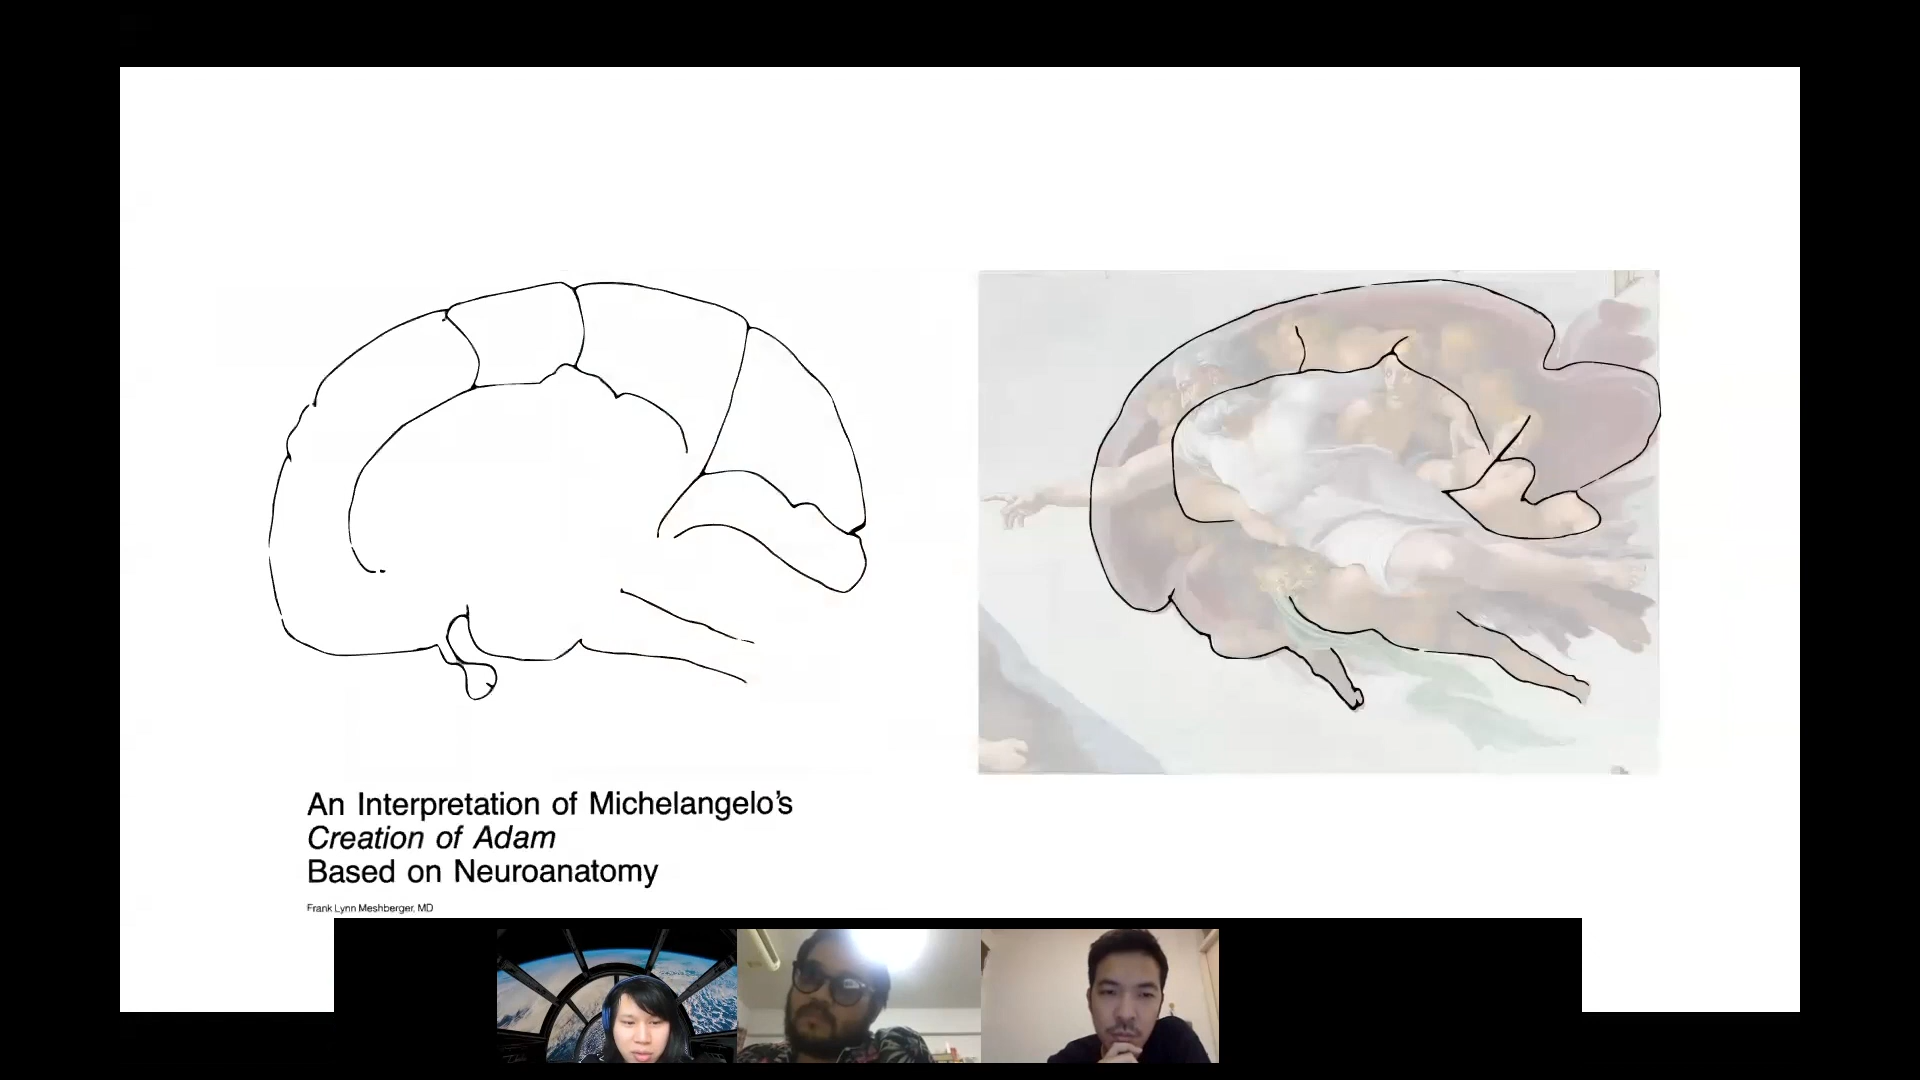 An Interpretation of Michelangelo's
Creation of Adam
Based on Neuroanatomy
Frank Lynn Meshberger, MD